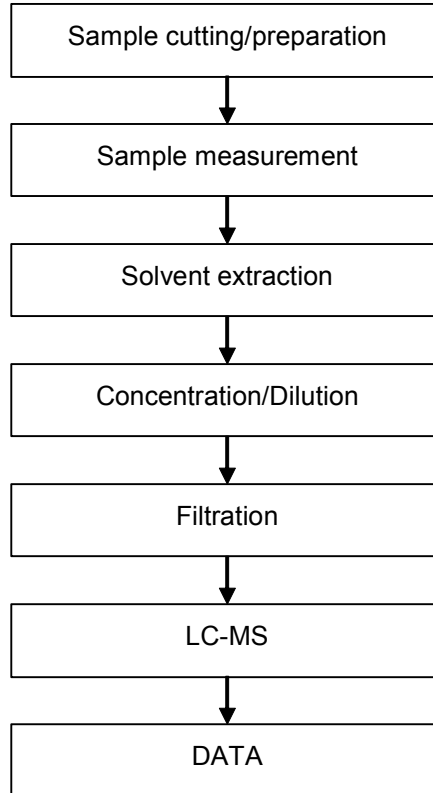 Sample cutting/preparation
Sample measurement
Solvent extraction
Concentration/Dilution
Filtration
LC-MS
DATA